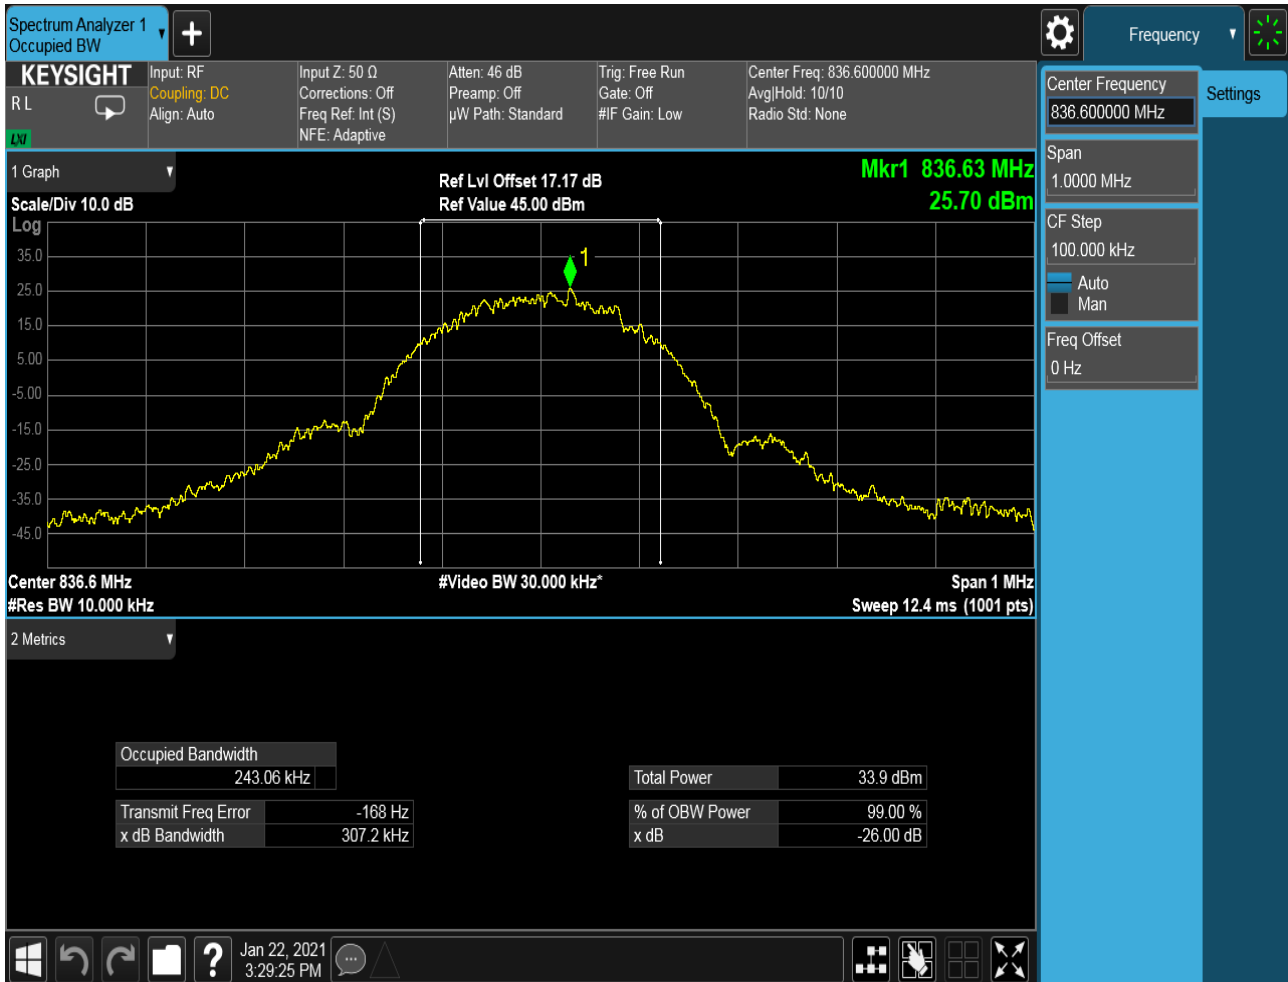 Spectrum Analyzer 1
Occupied BW
Frequency
KEYSIGHT
R L
LXI
Input: RF
Coupling: DC
Align: Auto
Input Z: 50 Ω
Corrections: Off
Freq Ref: Int (S)
NFE: Adaptive
Atten: 46 dB
Preamp: Off
µW Path: Standard
Trig: Free Run
Gate: Off
#IF Gain: Low
Center Freq: 836.600000 MHz
Avg|Hold: 10/10
Radio Std: None
Center Frequency
836.600000 MHz
Settings
Span
1.0000 MHz
CF Step
100.000 kHz
Auto
Man
Freq Offset
0 Hz
1 Graph
Scale/Div 10.0 dB
Log
Ref Lvl Offset 17.17 dB
Ref Value 45.00 dBm
Mkr1 836.63 MHz
25.70 dBm
1
35.0
25.0
15.0
5.00
-5.00
-15.0
-25.0
-35.0
-45.0
Center 836.6 MHz
#Video BW 30.000 kHz*
Span 1 MHz
#Res BW 10.000 kHz
Sweep 12.4 ms (1001 pts)
2 Metrics
Occupied Bandwidth
243.06 kHz
Total Power 33.9 dBm
Transmit Freq Error -168 Hz
% of OBW Power 99.00 %
x dB Bandwidth 307.2 kHz
x dB -26.00 dB
?
Jan 22, 2021
3:29:25 PM